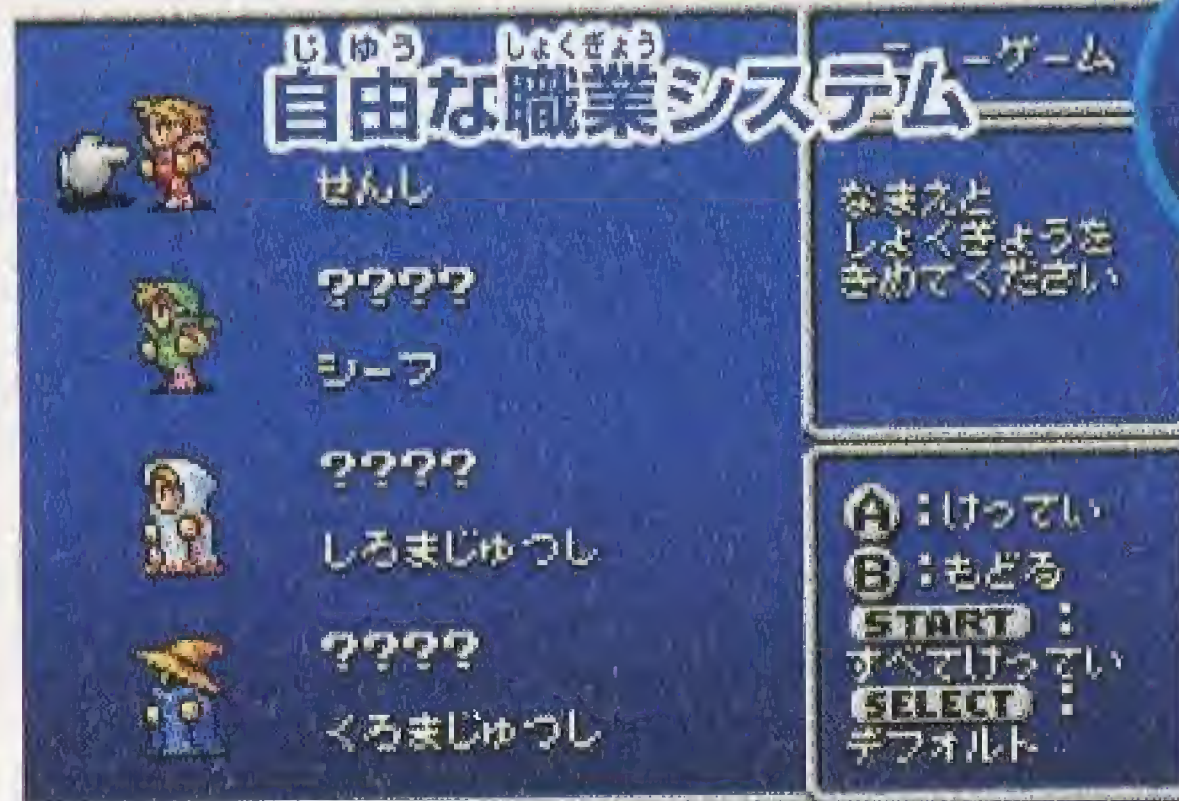 じゆう しょくぎょう
自由な職業システム
ーゲーム
せんし
????
シーフ
????
しろまじゅつし
????
くろまじゅつし
なまえと
しょくぎょうを
きめてください
A:けってい
B:もどる
START:
すべてけってい
SELECT:
デフォルト